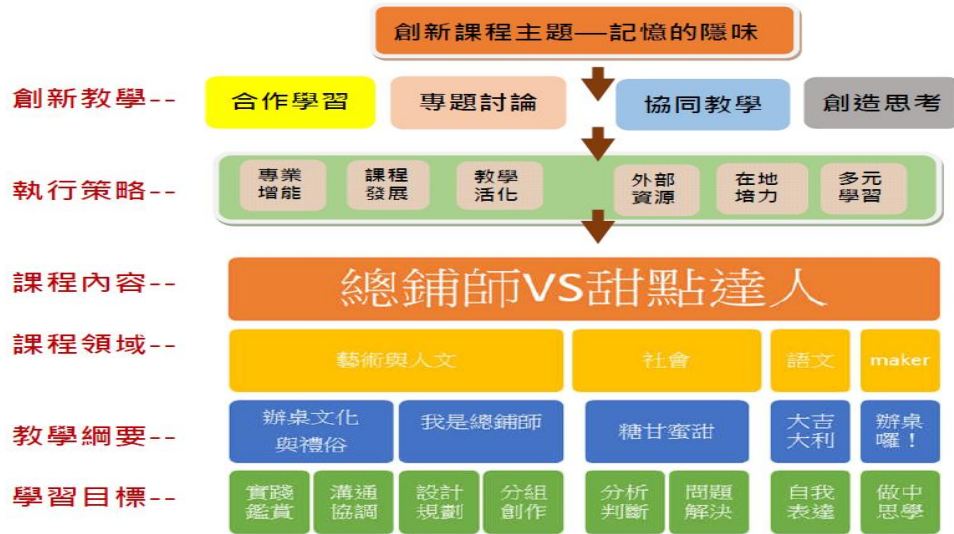 創新課程主題—記憶的隱味
創新教學--
合作學習
專題討論
協同教學
創造思考
執行策略--
專業
增能
課程
發展
教學
活化
外部
資源
在地
培力
多元
學習
課程內容--
總鋪師VS甜點達人
課程領域--
藝術與人文
社會
語文
maker
教學綱要--
辦桌文化
與禮俗
我是總鋪師
糖甘蜜甜
大吉
大利
辦桌
囉！
學習目標--
實踐
鑑賞
溝通
協調
設計
規劃
分組
創作
分析
判斷
問題
解決
自我
表達
做中
思學